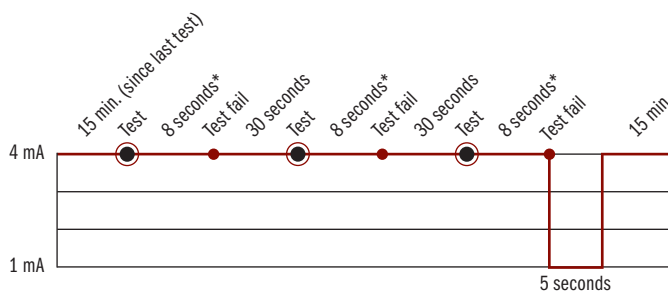 15 min. (since last test)
Test
8 seconds*
Test fail
30 seconds
Test
8 seconds*
Test fail
30 seconds
Test
8 seconds*
Test fail
15 min
4 mA
1 mA
5 seconds